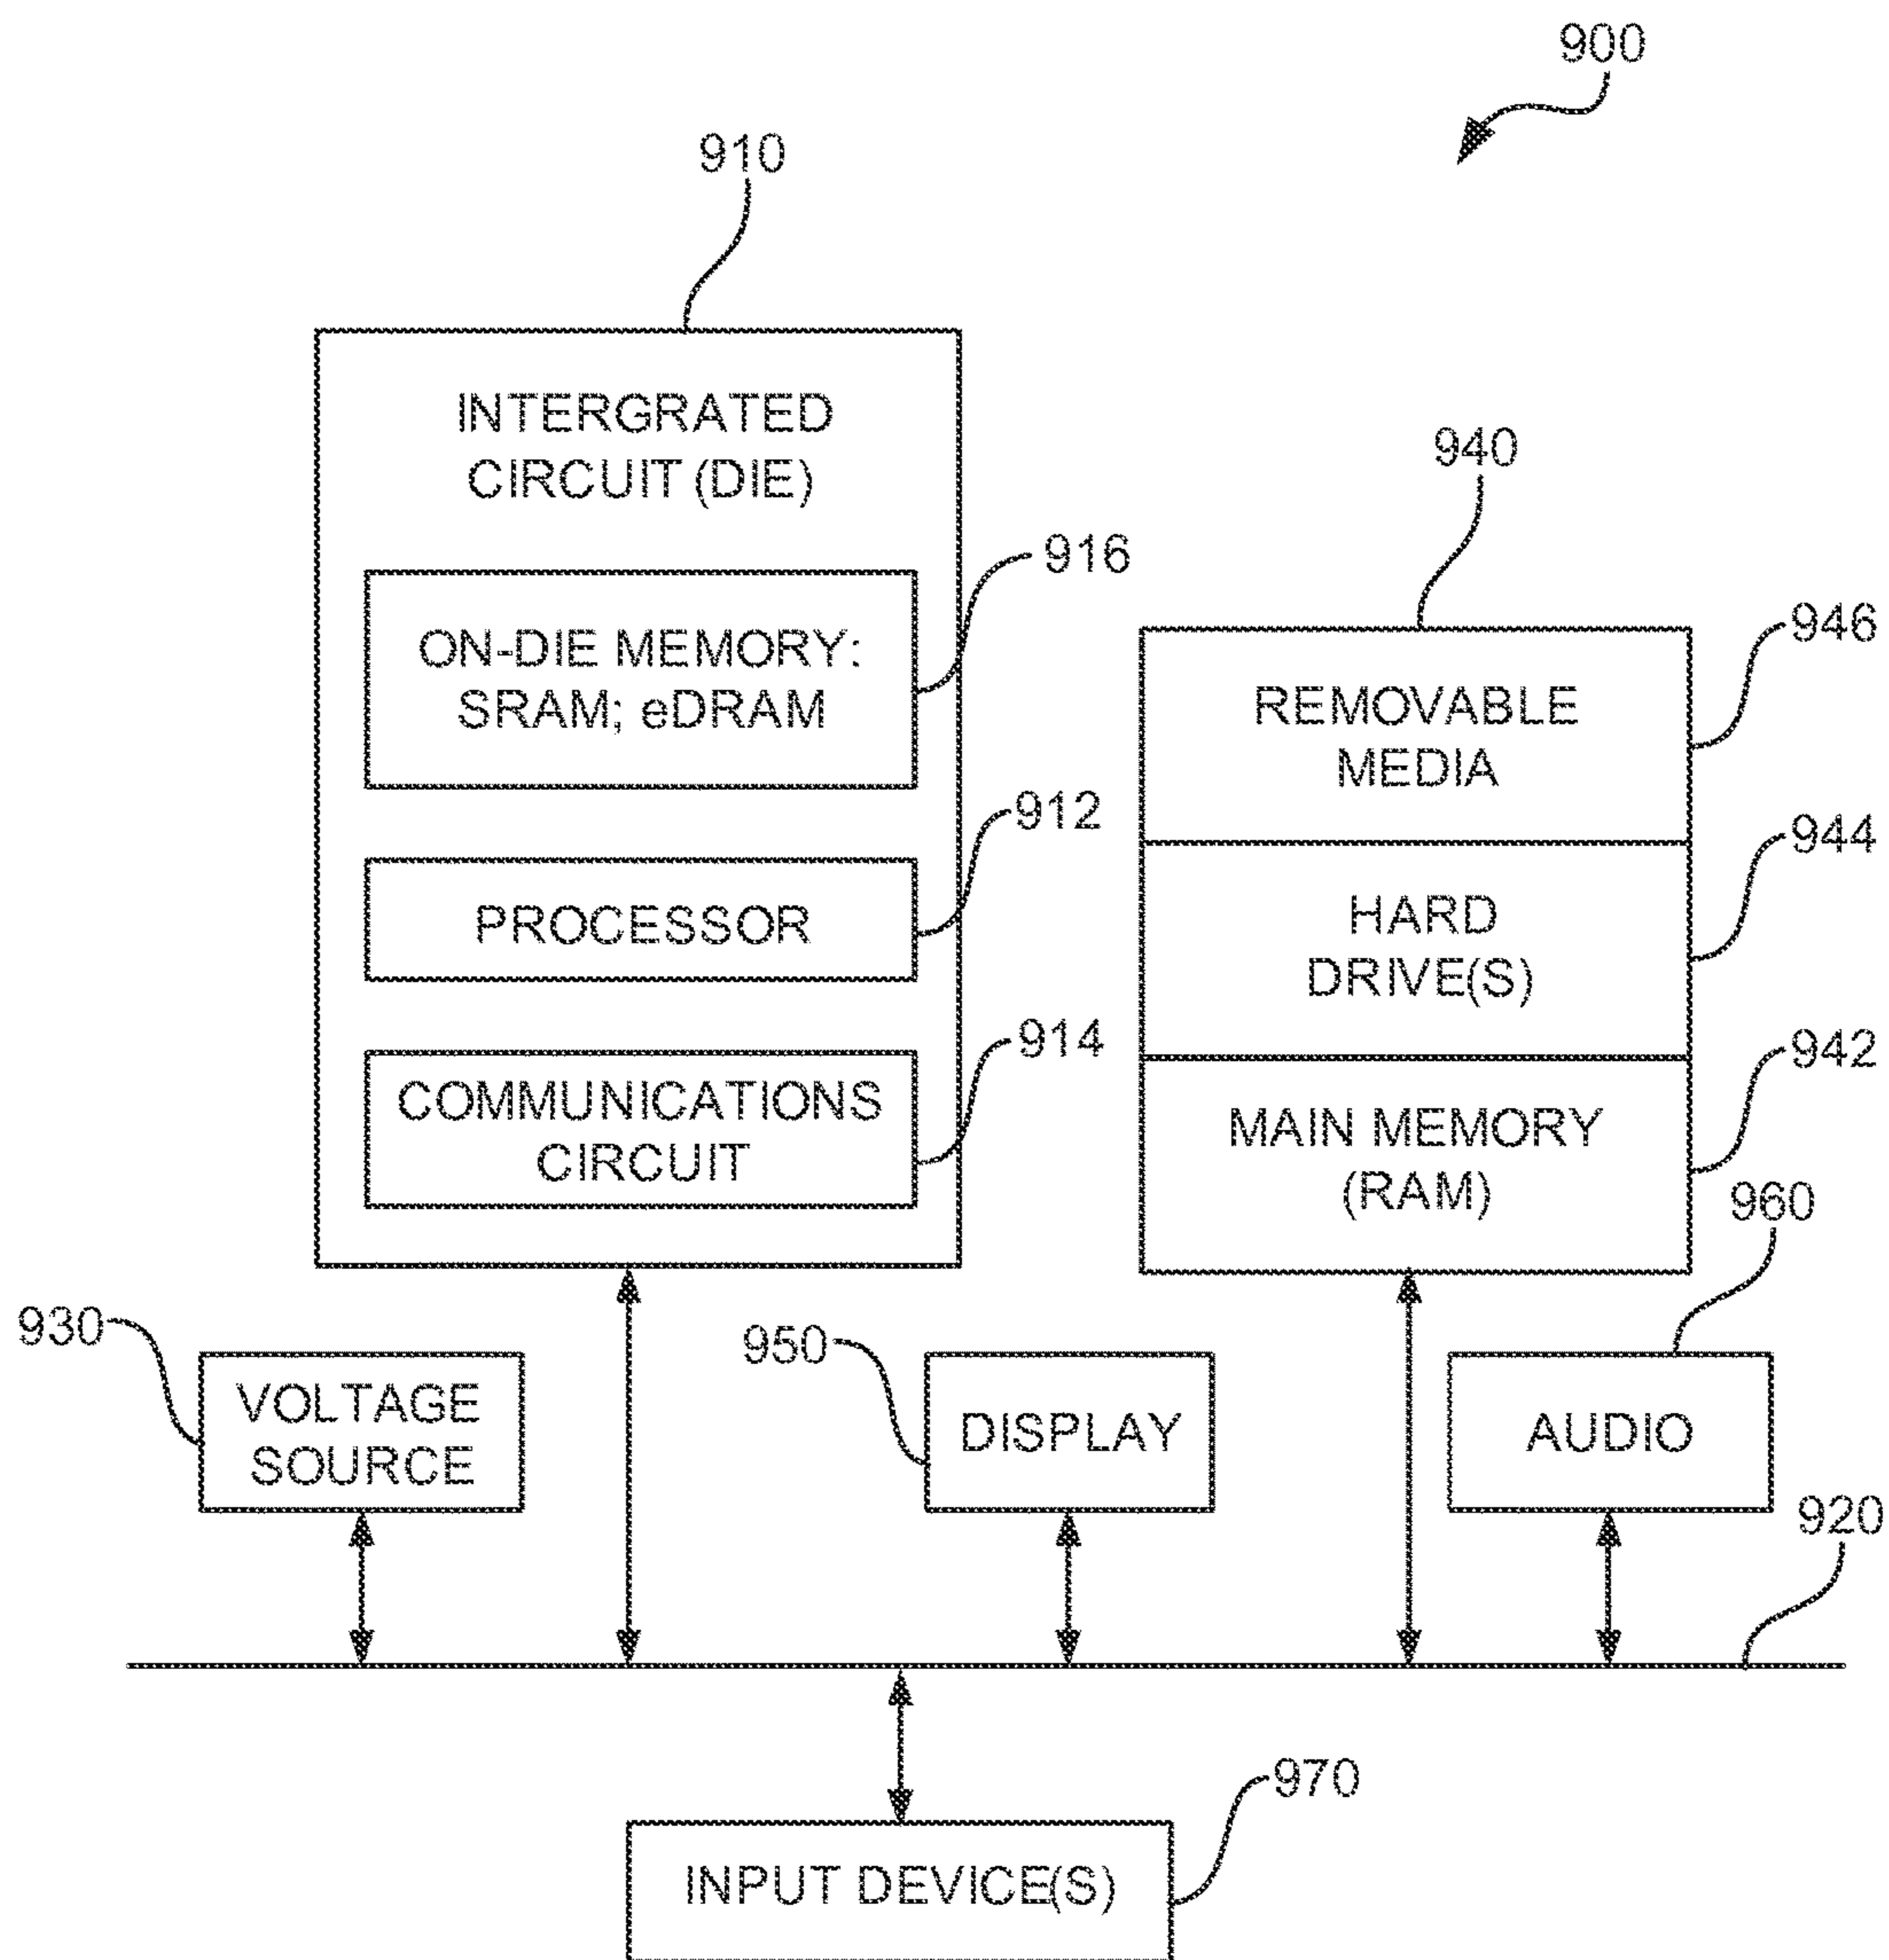 900
910
INTERGRATED
CIRCUIT (DIE)
940
916
ON-DIE MEMORY:
SRAM; eDRAM
946
REMOVABLE
MEDIA
912
PROCESSOR
944
HARD
DRIVE(S)
914
COMMUNICATIONS
CIRCUIT
942
MAIN MEMORY
(RAM)
960
930
VOLTAGE
SOURCE
950
DISPLAY
AUDIO
920
970
INPUT DEVICE(S)